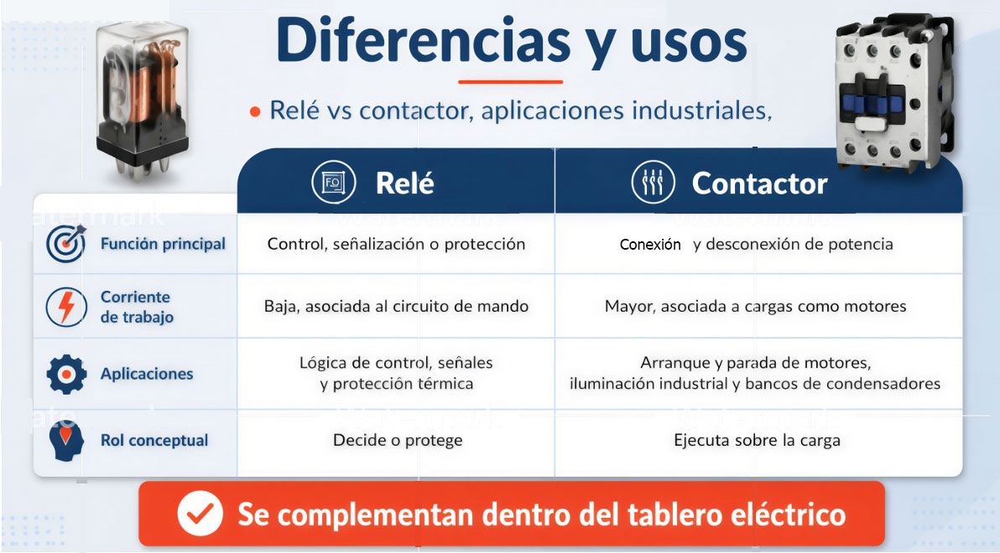 Diferencias y usos
• Relé vs contactor, aplicaciones industriales,
Relé
Contactor
Función principal
Control, señalización o protección
Conexión y desconexión de potencia
Corriente
de trabajo
Baja, asociada al circuito de mando
Mayor, asociada a cargas como motores
Aplicaciones
Lógica de control, señales
y protección térmica
Arranque y parada de motores,
iluminación industrial y bancos de condensadores
Rol conceptual
Decide o protege
Ejecuta sobre la carga
Se complementan dentro del tablero eléctrico